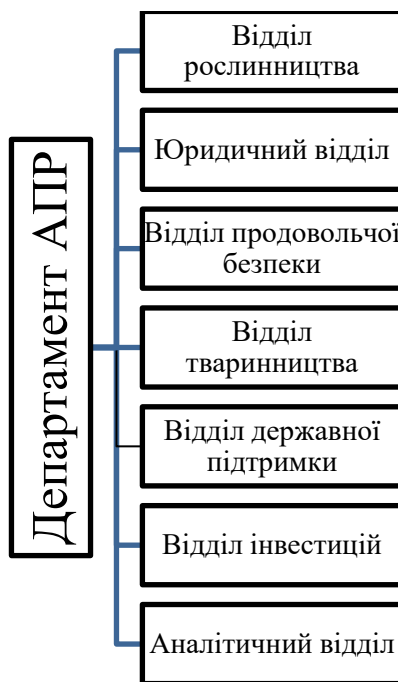 Департамент АПР
Відділ
рослинництва
Юридичний відділ
Відділ продовольчої
безпеки
Відділ
тваринництва
Відділ державної
підтримки
Відділ інвестицій
Аналітичний відділ